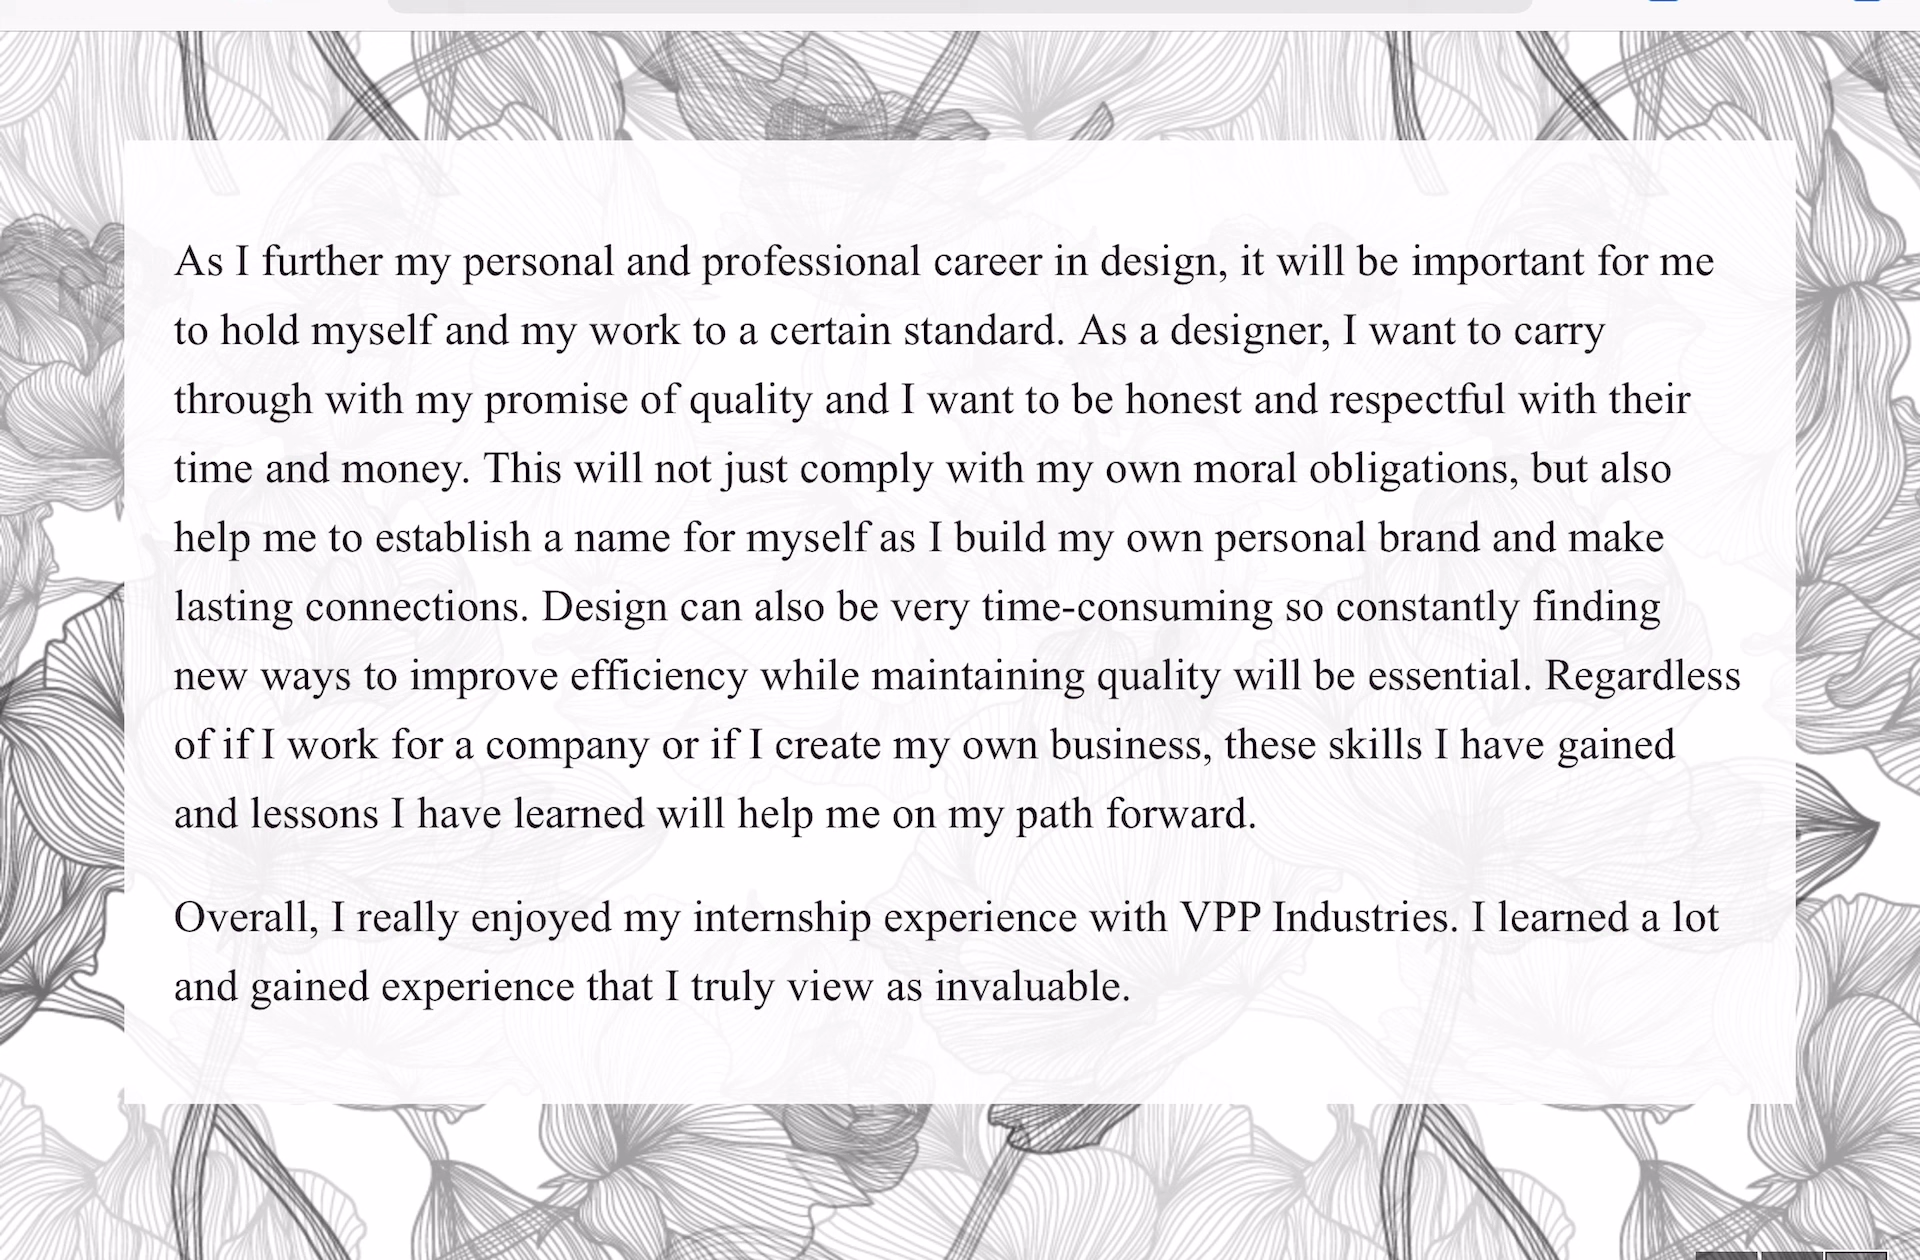 As I further my personal and professional career in design, it will be important for me
to hold myself and my work to a certain standard. As a designer, I want to carry
through with my promise of quality and I want to be honest and respectful with their
time and money. This will not just comply with my own moral obligations, but also
help me to establish a name for myself as I build my own personal brand and make
lasting connections. Design can also be very time-consuming so constantly finding
new ways to improve efficiency while maintaining quality will be essential. Regardless
of if I work for a company or if I create my own business, these skills I have gained
and lessons I have learned will help me on my path forward.
Overall, I really enjoyed my internship experience with VPP Industries. I learned a lot
and gained experience that I truly view as invaluable.